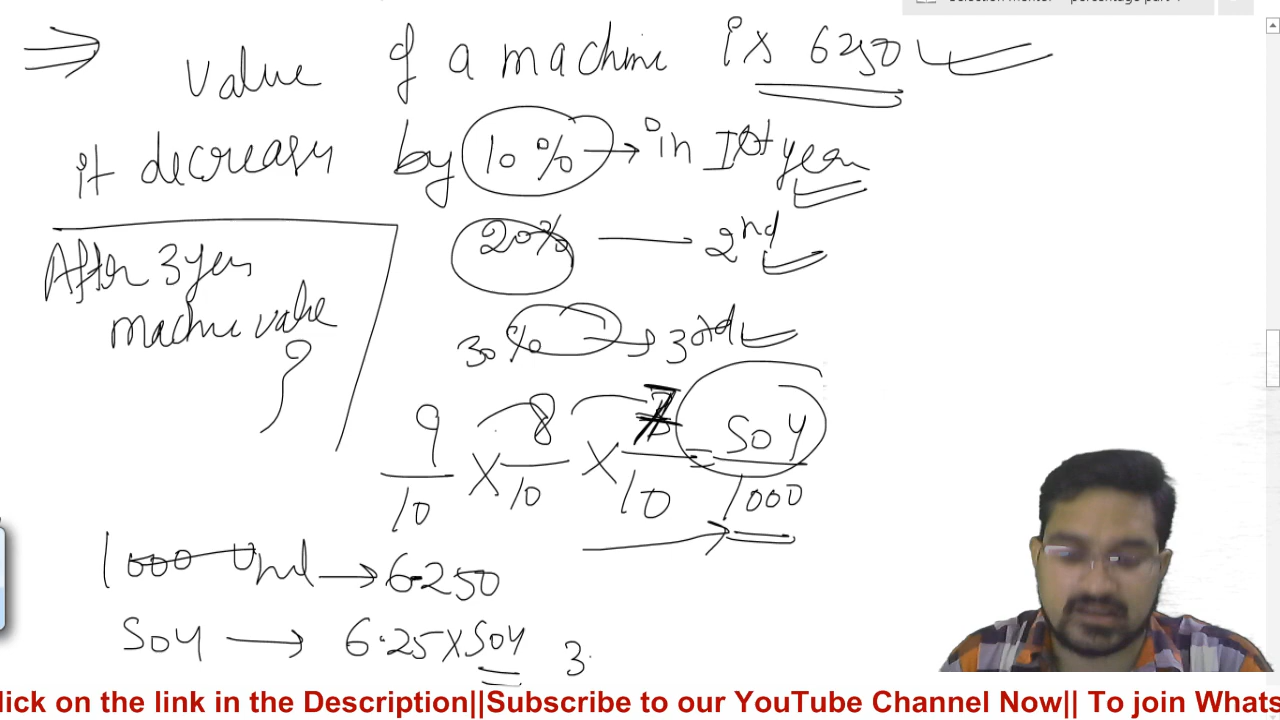 value of a machine is 6250
it decreases by 10% → in Ist year
20% — 2nd
30% → 3rd
After 3 years
machine value
?
9/10 × 8/10 × 7/10 = 504/1000
1000 Unit → 6.250
504 → 6.25×504 3
lick on the link in the Description||Subscribe to our YouTube Channel Now|| To join Whats